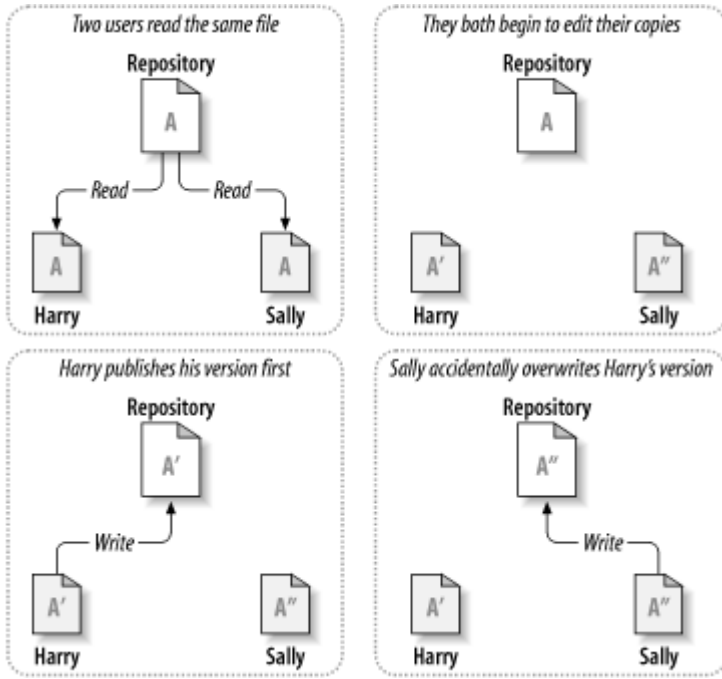 Two users read the same file
Repository
A
Read
Read
A
A
Harry
Sally
They both begin to edit their copies
Repository
A
A'
A"
Harry
Sally
Harry publishes his version first
Repository
A'
Write
A'
A"
Harry
Sally
Sally accidentally overwrites Harry's version
Repository
A"
Write
A'
A"
Harry
Sally